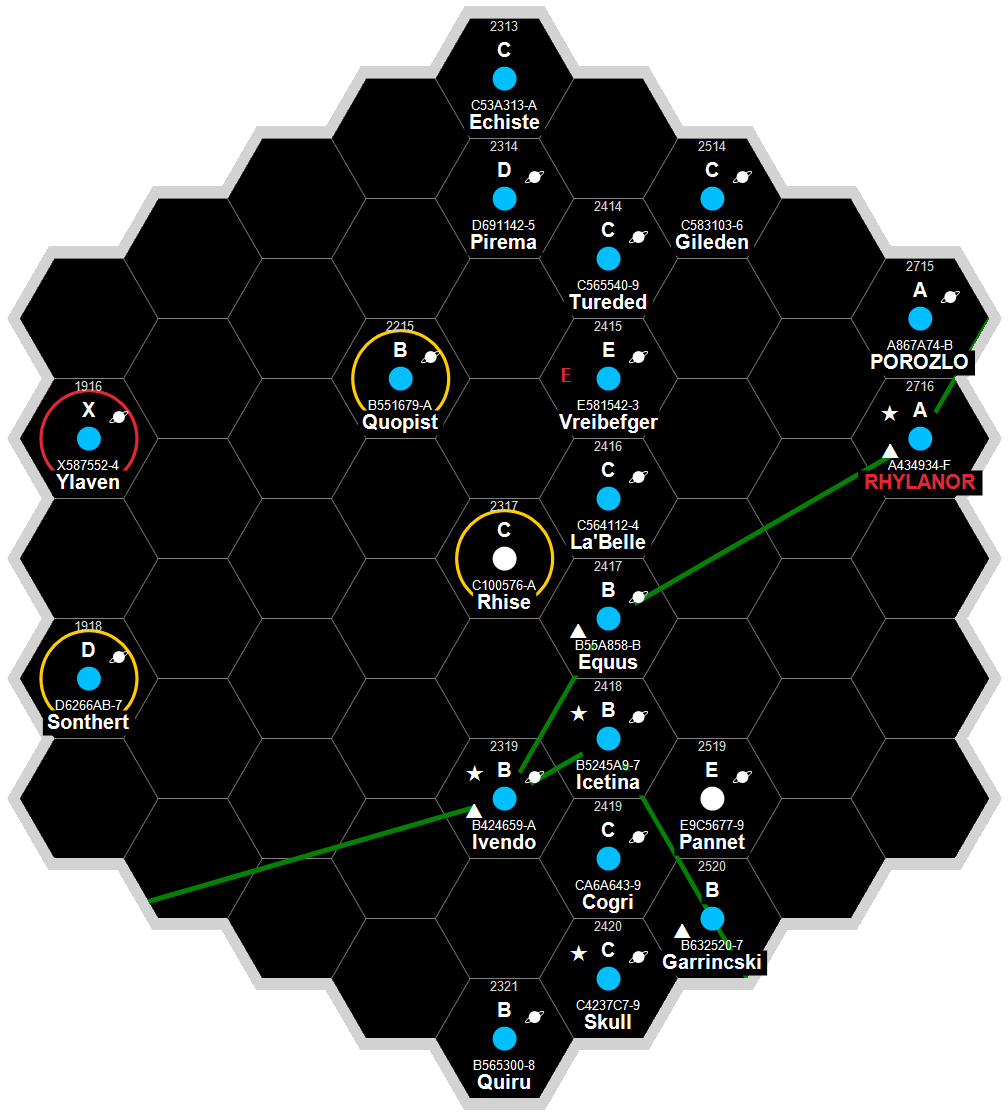 2313
C
C53A313-A
Echiste
2314
D
D691142-5
Pirema
2514
C
C583103-6
Gileden
2414
C
C565540-9
Tureded
2715
A
A867A74-B
POROZLO
2215
B
B551679-A
Quopist
2415
E
E
E581542-3
Vreibefger
1916
X
X587552-4
Ylaven
2716
A
A434934-F
RHYLANOR
2416
C
C564112-4
La'Belle
2317
C
C100576-A
Rhise
2417
B
B55A858-B
Equus
1918
D
D6266AB-7
Sonthert
2418
B
B5245A9-7
Icetina
2319
B
B424659-A
Ivendo
2519
E
E9C5677-9
Pannet
2419
C
CA6A643-9
Cogri
2520
B
B632520-7
Garrincski
2420
C
C4237C7-9
Skull
2321
B
B565300-8
Quiru